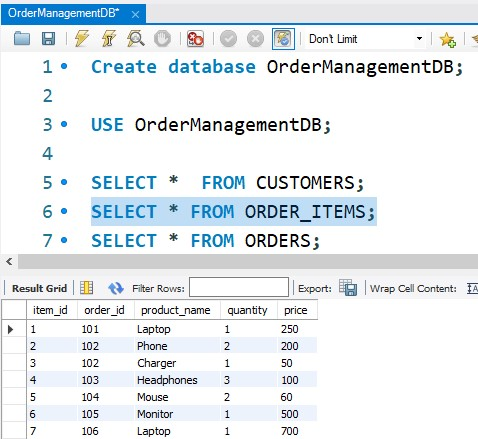 OrderManagementDB*
Don't Limit
1 Create database OrderManagementDB;
2
3 USE OrderManagementDB;
4
5 SELECT *  FROM CUSTOMERS;
6 SELECT * FROM ORDER_ITEMS;
7 SELECT * FROM ORDERS;
Result Grid Filter Rows: Export: Wrap Cell Content:
item_id order_id product_name quantity price
1 101 Laptop 1 250
2 102 Phone 2 200
3 102 Charger 1 50
4 103 Headphones 3 100
5 104 Mouse 2 60
6 105 Monitor 1 500
7 106 Laptop 1 700